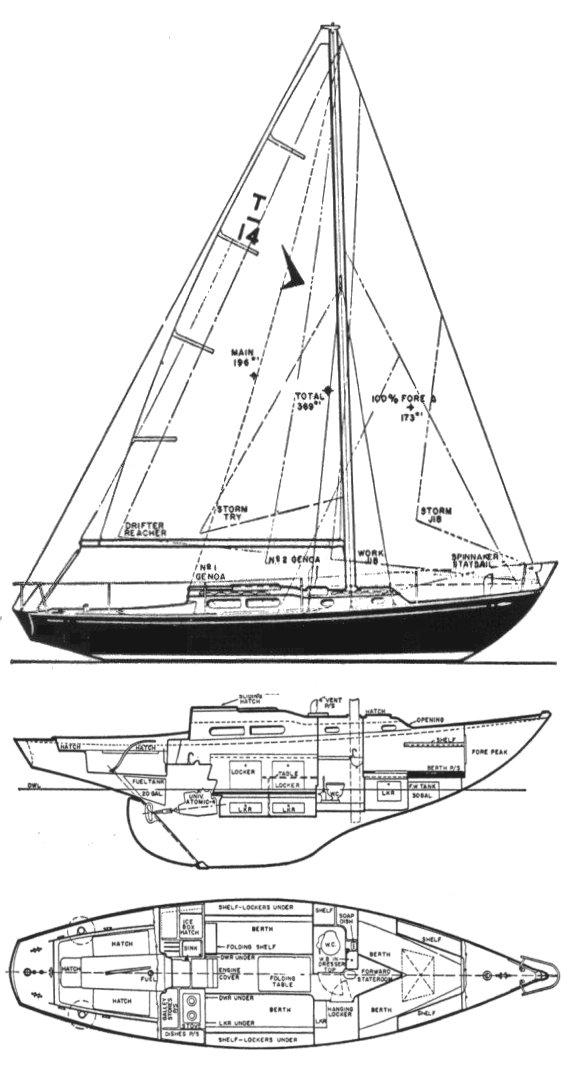 T
14
MAIN
196
TOTAL
369
100% FORE Δ
173
STORM
TRY
STORM
JIB
DRIFTER
REACHER
Nº 1
GENOA
Nº 2 GENOA
WORK
JIB
SPINNAKER
STAYSAIL
SLIDING
HATCH
4"VENT
P/S
HATCH
OPENING
HATCH
HATCH
SHELF
FORE PEAK
LOCKER
TABLE
LOCKER
BERTH P/S
DWL
FUEL TANK
20 GAL
UNIV.
ATOMIC-4
W.C.
LKR
LKR
LKR
F.W. TANK
30 GAL
SHELF-LOCKERS UNDER
SHELF
SOAP
DISH
ICE
BOX
HATCH
BERTH
SHELF
HATCH
SINK
FOLDING SHELF
W.C.
BERTH
DWR UNDER
W.B. IN
DRESSER
TOP
HATCH
FUEL
ENGINE
COVER
FOLDING
TABLE
FORWARD
STATEROOM
HATCH
GALLEY
STORES
P/S
DWR UNDER
BERTH
HANGING
LOCKER
BERTH
SHELF
STOVE
LKR UNDER
LKR
DISHES P/S
SHELF-LOCKERS UNDER